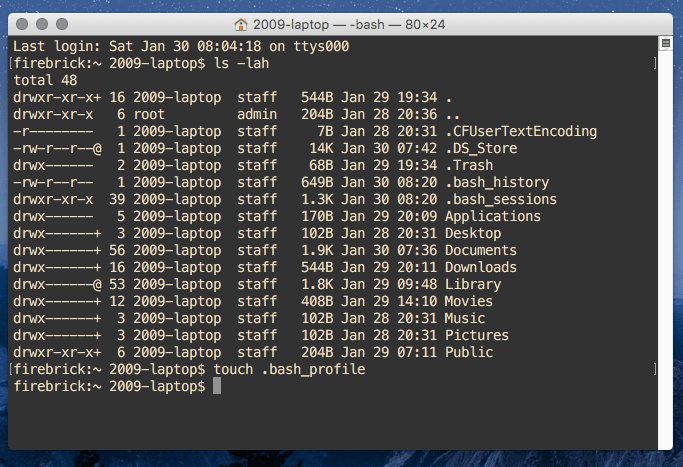 2009-laptop — -bash — 80×24
Last login: Sat Jan 30 08:04:18 on ttys000
[firebrick:~ 2009-laptop$ ls -lah ]
total 48
drwxr-xr-x+ 16 2009-laptop  staff   544B Jan 29 19:34 .
drwxr-xr-x   6 root         admin   204B Jan 28 20:36 ..
-r--------   1 2009-laptop  staff     7B Jan 28 20:31 .CFUserTextEncoding
-rw-r--r--@  1 2009-laptop  staff    14K Jan 30 07:42 .DS_Store
drwx------   2 2009-laptop  staff    68B Jan 29 19:34 .Trash
-rw-r--r--   1 2009-laptop  staff   649B Jan 30 08:20 .bash_history
drwxr-xr-x  39 2009-laptop  staff   1.3K Jan 30 08:20 .bash_sessions
drwx------   5 2009-laptop  staff   170B Jan 29 20:09 Applications
drwx------+  3 2009-laptop  staff   102B Jan 28 20:31 Desktop
drwx------+ 56 2009-laptop  staff   1.9K Jan 30 07:36 Documents
drwx------+ 16 2009-laptop  staff   544B Jan 29 20:11 Downloads
drwx------@ 53 2009-laptop  staff   1.8K Jan 29 09:48 Library
drwx------+ 12 2009-laptop  staff   408B Jan 29 14:10 Movies
drwx------+  3 2009-laptop  staff   102B Jan 28 20:31 Music
drwx------+  3 2009-laptop  staff   102B Jan 28 20:31 Pictures
drwxr-xr-x+  6 2009-laptop  staff   204B Jan 29 07:11 Public
[firebrick:~ 2009-laptop$ touch .bash_profile ]
firebrick:~ 2009-laptop$